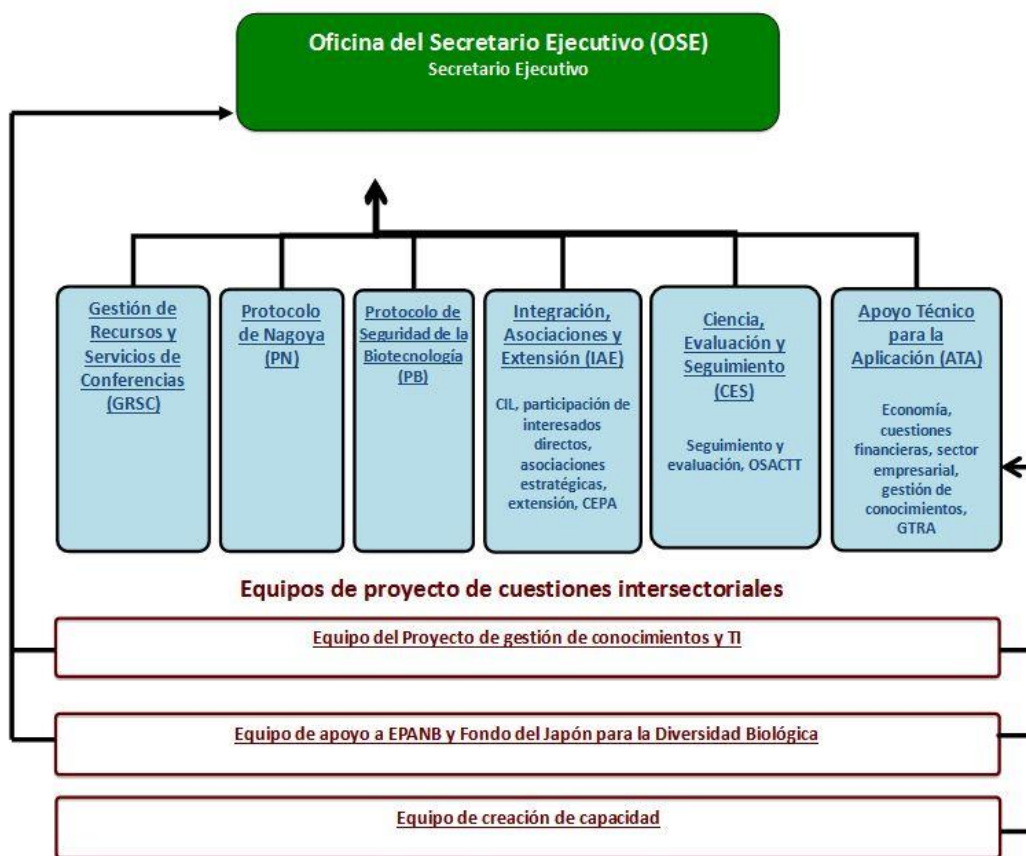 Oficina del Secretario Ejecutivo (OSE)
Secretario Ejecutivo
Gestión de
Recursos y
Servicios de
Conferencias
(GRSC)
Protocolo
de Nagoya
(PN)
Protocolo de
Seguridad de la
Biotecnología
(PB)
Integración,
Asociaciones y
Extensión (IAE)
CIL, participación de
interesados
directos,
asociaciones
estratégicas,
extensión, CEPA
Ciencia,
Evaluación y
Seguimiento
(CES)
Seguimiento y
evaluación, OSACTT
Apoyo Técnico
para la
Aplicación (ATA)
Economía,
cuestiones
financieras, sector
empresarial,
gestión de
conocimientos,
GTRA
Equipos de proyecto de cuestiones intersectoriales
Equipo del Proyecto de gestión de conocimientos y TI
Equipo de apoyo a EPANB y Fondo del Japón para la Diversidad Biológica
Equipo de creación de capacidad